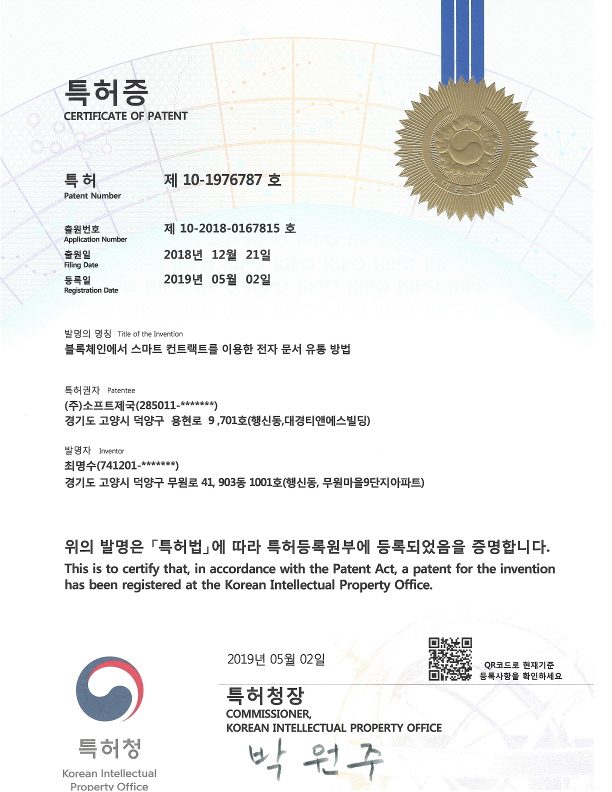 특허증
CERTIFICATE OF PATENT
특허 제 10-1976787 호
Patent Number
출원번호 제 10-2018-0167815 호
Application Number
출원일 2018년 12월 21일
Filing Date
등록일 2019년 05월 02일
Registration Date
발명의 명칭 Title of the Invention
블록체인에서 스마트 컨트랙트를 이용한 전자 문서 유통 방법
특허권자 Patentee
(주)소프트제국(285011-*******)
경기도 고양시 덕양구 용현로 9 ,701호(행신동,대경티앤에스빌딩)
발명자 Inventor
최명수(741201-*******)
경기도 고양시 덕양구 무원로 41, 903동 1001호(행신동, 무원마을9단지아파트)
위의 발명은 「특허법」에 따라 특허등록원부에 등록되었음을 증명합니다.
This is to certify that, in accordance with the Patent Act, a patent for the invention
has been registered at the Korean Intellectual Property Office.
2019년 05월 02일
QR코드로 현재기준
등록사항을 확인하세요
특허청장
COMMISSIONER,
KOREAN INTELLECTUAL PROPERTY OFFICE
박원주
특허청
Korean Intellectual
Property Office